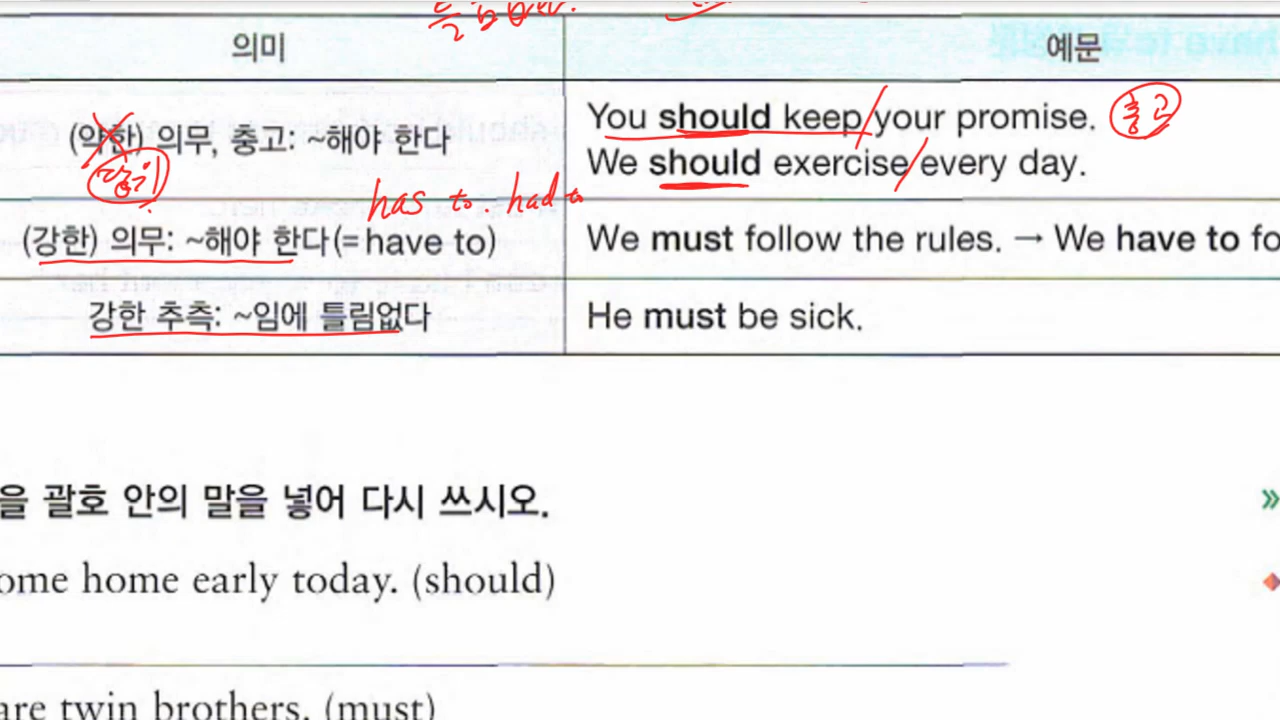 의미 예문
(약한) 의무, 충고: ~해야 한다
You should keep your promise. 충고
We should exercise every day.
has to. had to
(강한) 의무: ~해야 한다(= have to)
We must follow the rules. → We have to fo
강한 추측: ~임에 틀림없다
He must be sick.
을 괄호 안의 말을 넣어 다시 쓰시오.
ome home early today. (should)
are twin brothers. (must)